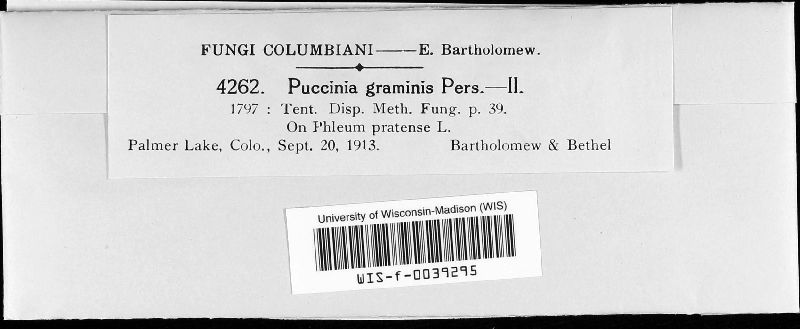 FUNGI COLUMBIANI——E. Bartholomew.
4262. Puccinia graminis Pers.—II.
1797 : Tent. Disp. Meth. Fung. p. 39.
On Phleum pratense L.
Palmer Lake, Colo., Sept. 20, 1913. Bartholomew & Bethel
University of Wisconsin-Madison (WIS)
WIS-f-0039295